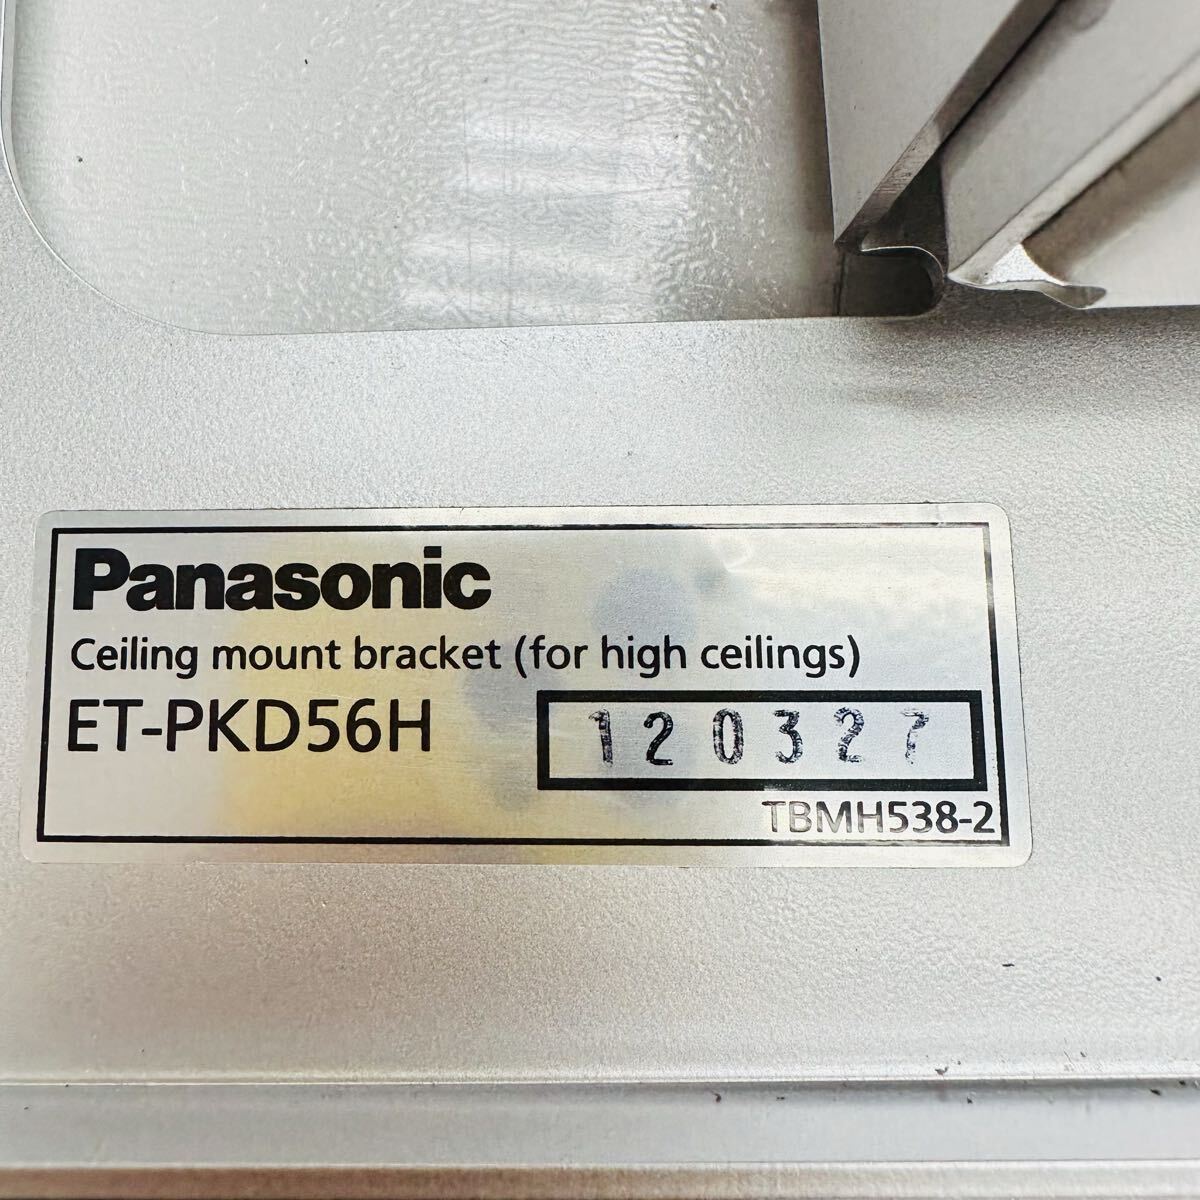 Panasonic
Ceiling mount bracket (for high ceilings)
ET-PKD56H
120327
TBMH538-2